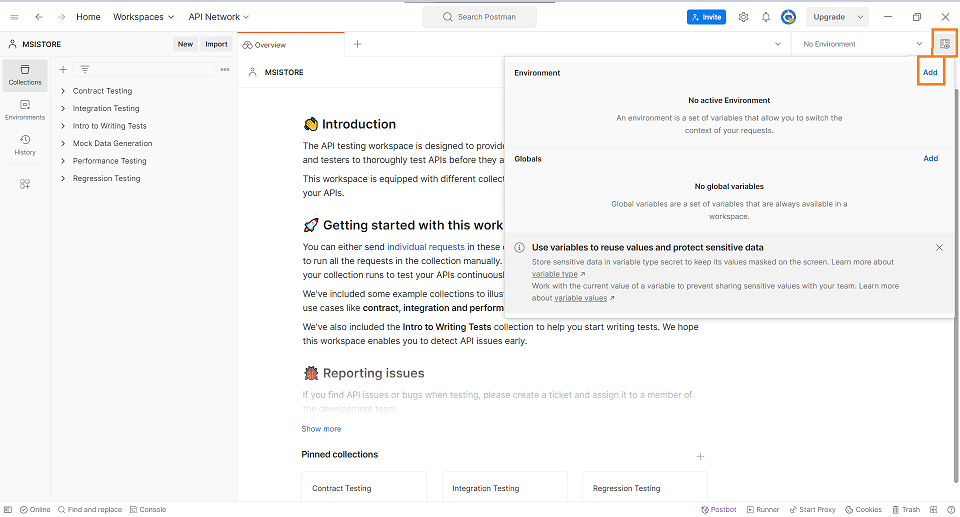 Home
Workspaces
API Network
Search Postman
Invite
Upgrade
MSISTORE
New
Import
Overview
No Environment
Collections
Environments
History
Contract Testing
Integration Testing
Intro to Writing Tests
Mock Data Generation
Performance Testing
Regression Testing
MSISTORE
Introduction
The API testing workspace is designed to provide
and testers to thoroughly test APIs before they a
This workspace is equipped with different collect
your APIs.
Getting started with this work
You can either send individual requests in these
to run all the requests in the collection manually.
your collection runs to test your APIs continuously
We've included some example collections to illust
use cases like contract, integration and perform
We've also included the Intro to Writing Tests collection to help you start writing tests. We hope
this workspace enables you to detect API issues early.
Reporting issues
If you find API issues or bugs when testing, please create a ticket and assign it to a member of
the development team.
Show more
Pinned collections
Contract Testing
Integration Testing
Regression Testing
Environment
Add
No active Environment
An environment is a set of variables that allow you to switch the
context of your requests.
Globals
Add
No global variables
Global variables are a set of variables that are always available in a
workspace.
Use variables to reuse values and protect sensitive data
Store sensitive data in variable type secret to keep its values masked on the screen. Learn more about
variable type ↗
Work with the current value of a variable to prevent sharing sensitive values with your team. Learn more
about variable values ↗
Online
Find and replace
Console
Postbot
Runner
Start Proxy
Cookies
Trash